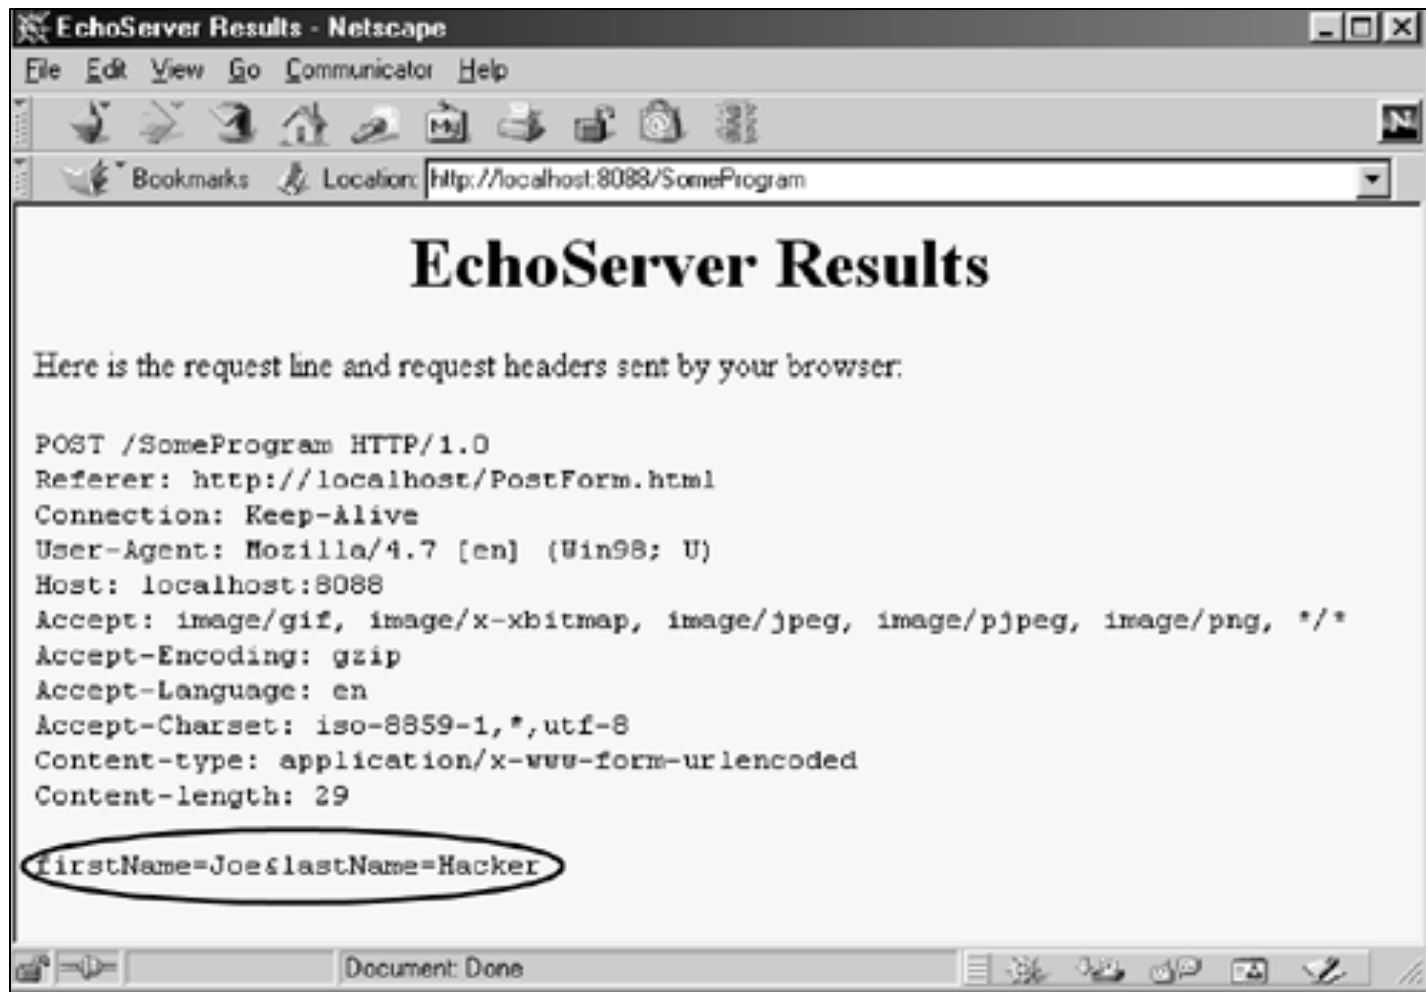 EchoServer Results - Netscape
File Edit View Go Communicator Help
My
N
Bookmarks Location: http://localhost:8088/SomeProgram
EchoServer Results
Here is the request line and request headers sent by your browser:
POST /SomeProgram HTTP/1.0
Referer: http://localhost/PostForm.html
Connection: Keep-Alive
User-Agent: Mozilla/4.7 [en] (Win98; U)
Host: localhost:8088
Accept: image/gif, image/x-xbitmap, image/jpeg, image/pjpeg, image/png, */*
Accept-Encoding: gzip
Accept-Language: en
Accept-Charset: iso-8859-1,*,utf-8
Content-type: application/x-www-form-urlencoded
Content-length: 29
firstName=Joe&lastName=Hacker
Document: Done